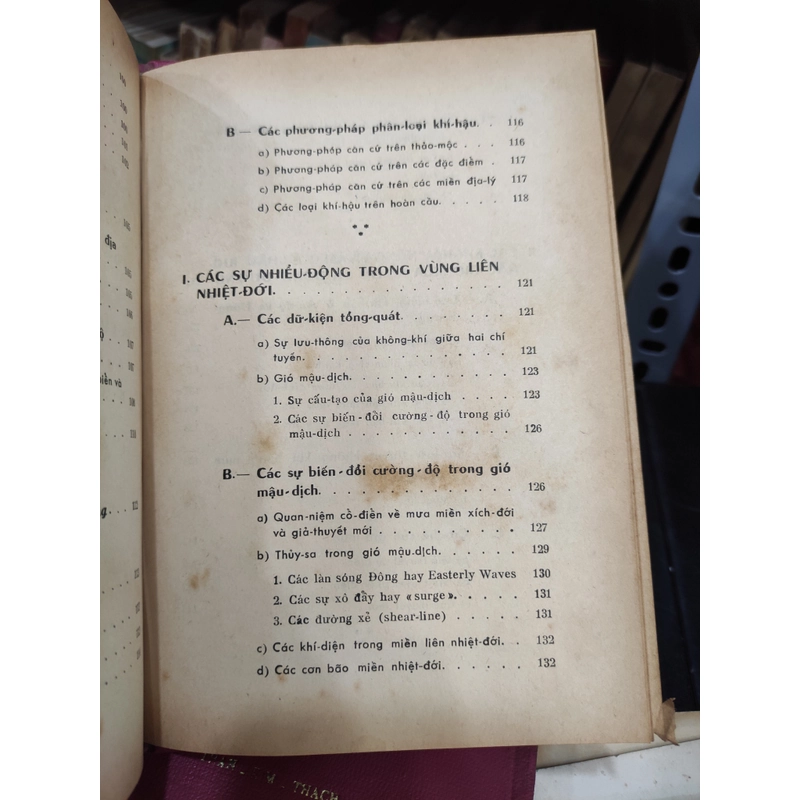 B — Các phương-pháp phân-loại khí-hậu. . 116
a) Phương-pháp căn cứ trên thảo-mộc . . . 116
b) Phương-pháp căn cứ trên các đặc điểm . 117
c) Phương-pháp căn cứ trên các miền địa-lý 117
d) Các loại khí-hậu trên hoàn cầu. . . . . 118
I. CÁC SỰ NHIỄU-ĐỘNG TRONG VÙNG LIÊN
NHIỆT-ĐỚI. . . . . . . . . . . . . . 121
A.— Các dữ-kiện tổng-quát. . . . . . . . 121
a) Sự lưu-thông của không-khí giữa hai chí
tuyến. . . . . . . . . . . . . . 121
b) Gió mậu-dịch. . . . . . . . . . . 123
1. Sự cấu-tạo của gió mậu-dịch . . . . 123
2. Các sự biến-đổi cường-độ trong gió
mậu-dịch . . . . . . . . . . . 126
B.— Các sự biến-đổi cường-độ trong gió
mậu-dịch. . . . . . . . . . . . . 126
a) Quan-niệm cổ-điển về mưa miền xích-đới
và giả-thuyết mới . . . . . . . . . 127
b) Thủy-sa trong gió mậu-dịch. . . . . . 129
1. Các làn sóng Đông hay Easterly Waves 130
2. Các sự xô đẩy hay « surge ». . . . . 131
3. Các đường xẻ (shear-line) . . . . . 131
c) Các khí-diện trong miền liên nhiệt-đới. . 132
d) Các cơn bão miền nhiệt-đới. . . . . . 132
địa
biển và
THẠCH